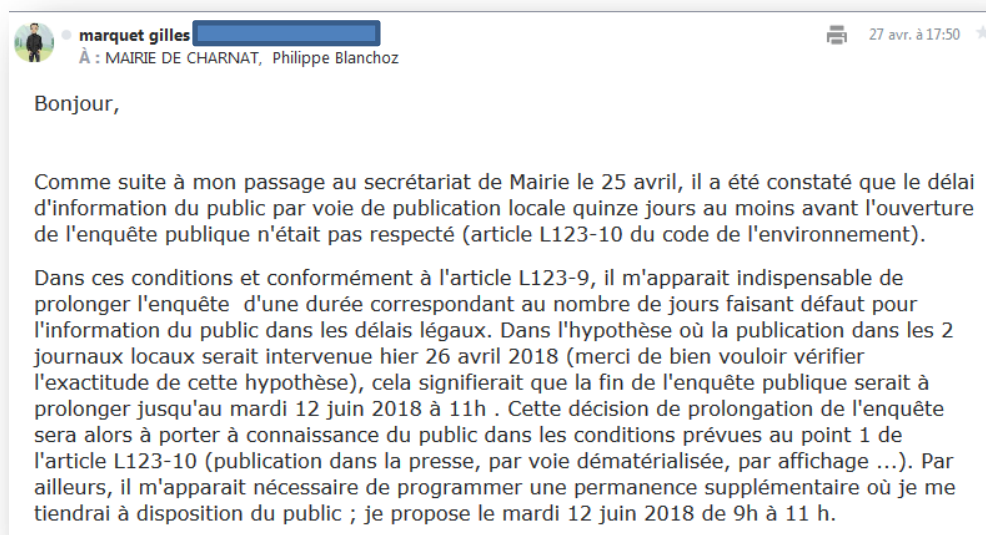 marquet gilles
27 avr. à 17:50
À : MAIRIE DE CHARNAT, Philippe Blanchoz
Bonjour,
Comme suite à mon passage au secrétariat de Mairie le 25 avril, il a été constaté que le délai
d'information du public par voie de publication locale quinze jours au moins avant l'ouverture
de l'enquête publique n'était pas respecté (article L123-10 du code de l'environnement).
Dans ces conditions et conformément à l'article L123-9, il m'apparait indispensable de
prolonger l'enquête  d'une durée correspondant au nombre de jours faisant défaut pour
l'information du public dans les délais légaux. Dans l'hypothèse où la publication dans les 2
journaux locaux serait intervenue hier 26 avril 2018 (merci de bien vouloir vérifier
l'exactitude de cette hypothèse), cela signifierait que la fin de l'enquête publique serait à
prolonger jusqu'au mardi 12 juin 2018 à 11h . Cette décision de prolongation de l'enquête
sera alors à porter à connaissance du public dans les conditions prévues au point 1 de
l'article L123-10 (publication dans la presse, par voie dématérialisée, par affichage ...). Par
ailleurs, il m'apparait nécessaire de programmer une permanence supplémentaire où je me
tiendrai à disposition du public ; je propose le mardi 12 juin 2018 de 9h à 11 h.